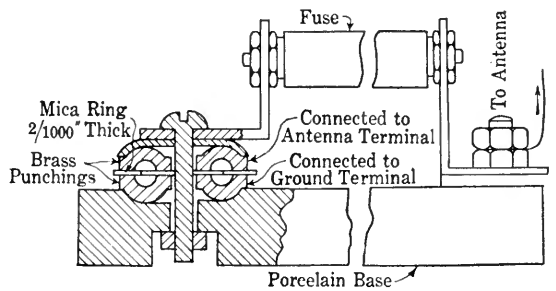 Fuse
To Antenna
Mica Ring
2/1000" Thick
Brass
Punchings
Connected to
Antenna Terminal
Connected to
Ground Terminal
Porcelain Base